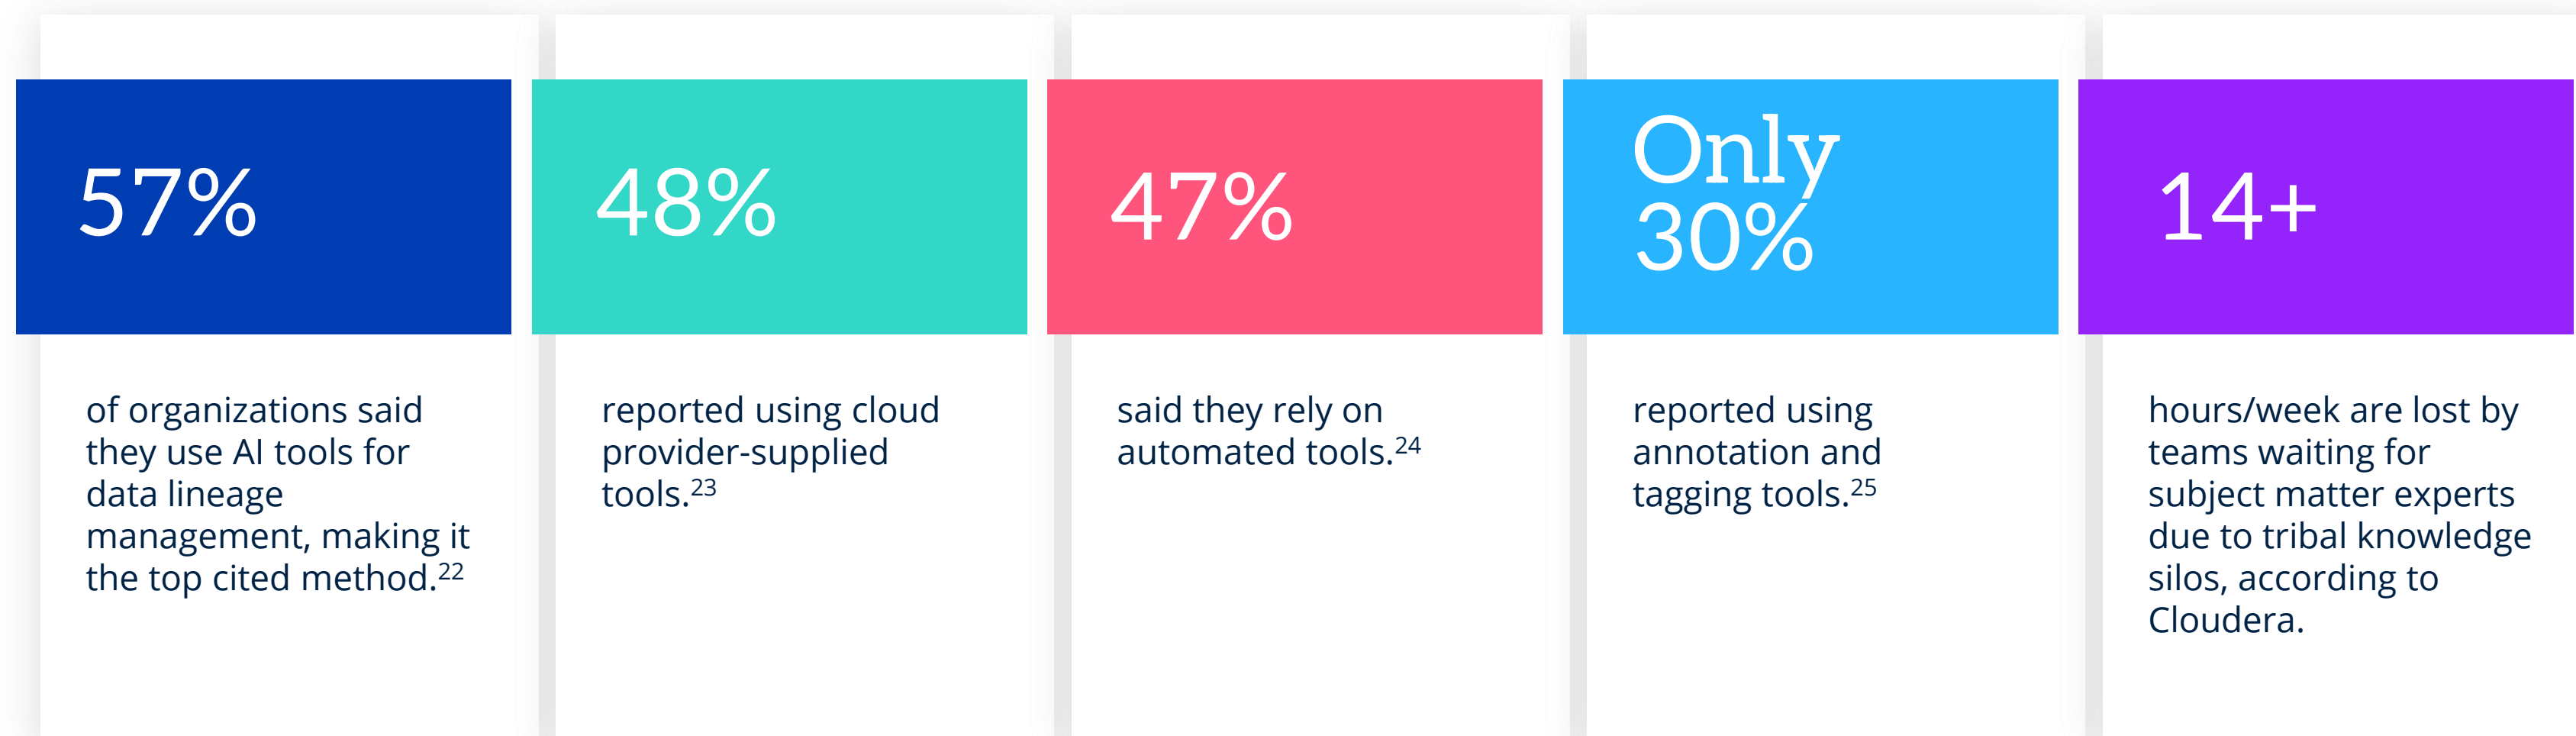 57%
of organizations said
they use AI tools for
data lineage
management, making it
the top cited method.22
48%
reported using cloud
provider-supplied
tools.23
47%
said they rely on
automated tools.24
Only
30%
reported using
annotation and
tagging tools.25
14+
hours/week are lost by
teams waiting for
subject matter experts
due to tribal knowledge
silos, according to
Cloudera.